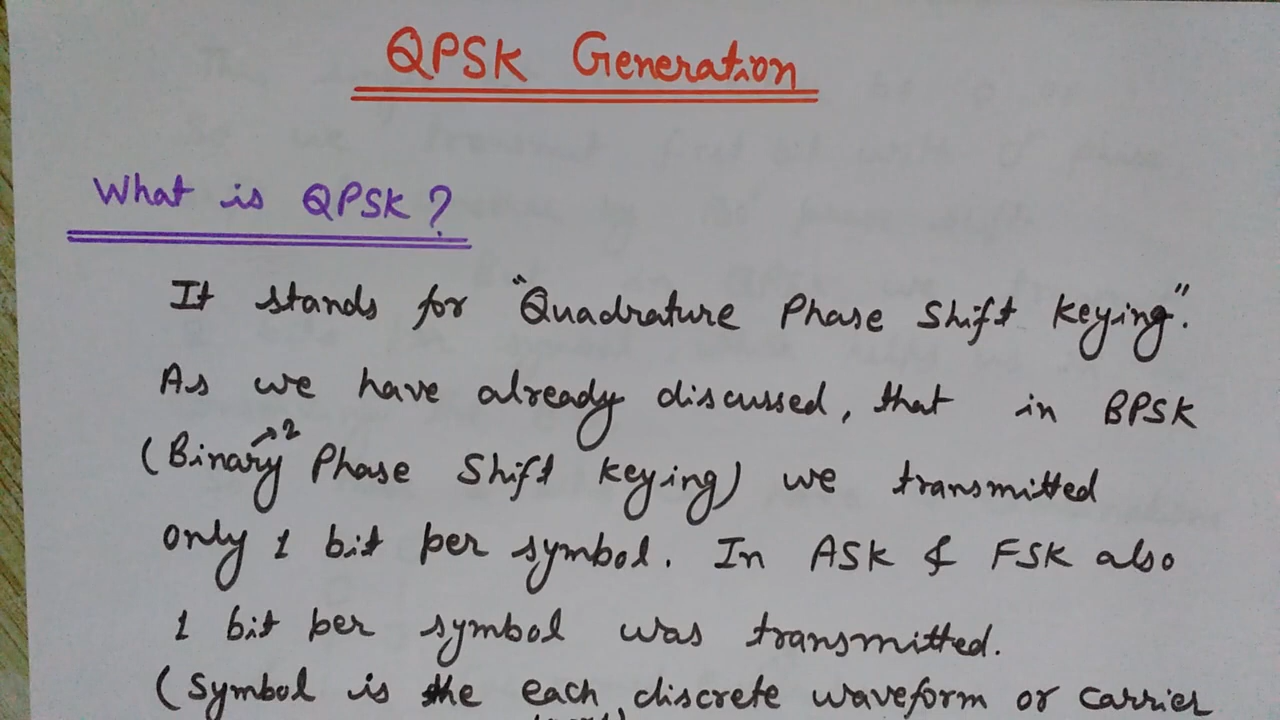 QPSK Generation
What is QPSK?
It stands for "Quadrature Phase Shift Keying".
As we have already discussed, that in BPSK
(Binary→2 Phase Shift Keying) we transmitted
only 1 bit per symbol. In ASK & FSK also
1 bit per symbol was transmitted.
(Symbol is the each discrete waveform or carrier